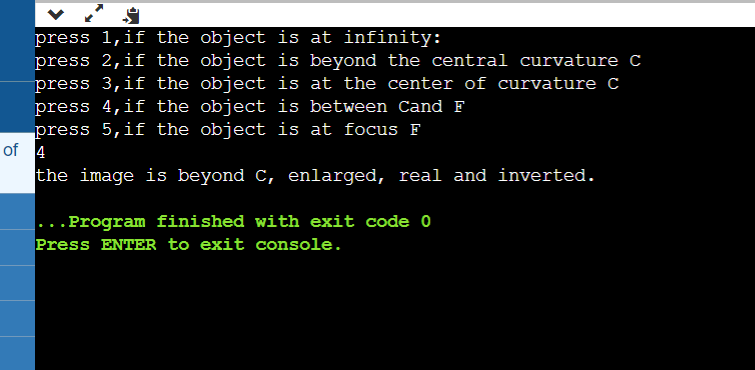 press 1,if the object is at infinity:
press 2,if the object is beyond the central curvature C
press 3,if the object is at the center of curvature C
press 4,if the object is between Cand F
press 5,if the object is at focus F
of
4
the image is beyond C, enlarged, real and inverted.
...Program finished with exit code 0
Press ENTER to exit console.